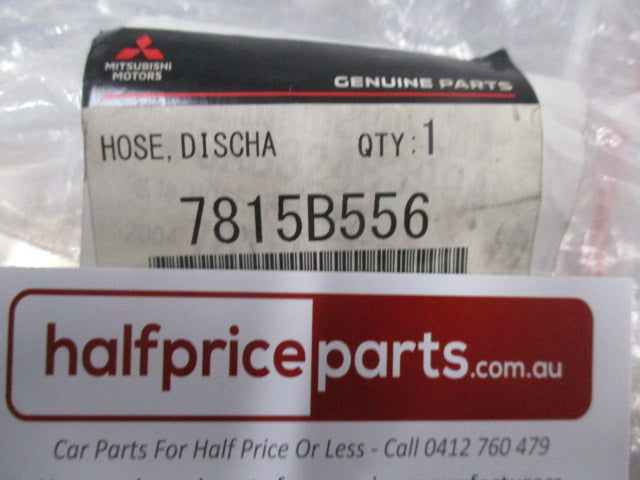 MITSUBISHI
MOTORS
GENUINE PARTS
HOSE, DISCHA QTY: 1
7815B556
halfpriceparts.com.au
Car Parts For Half Price Or Less - Call 0412 760 479